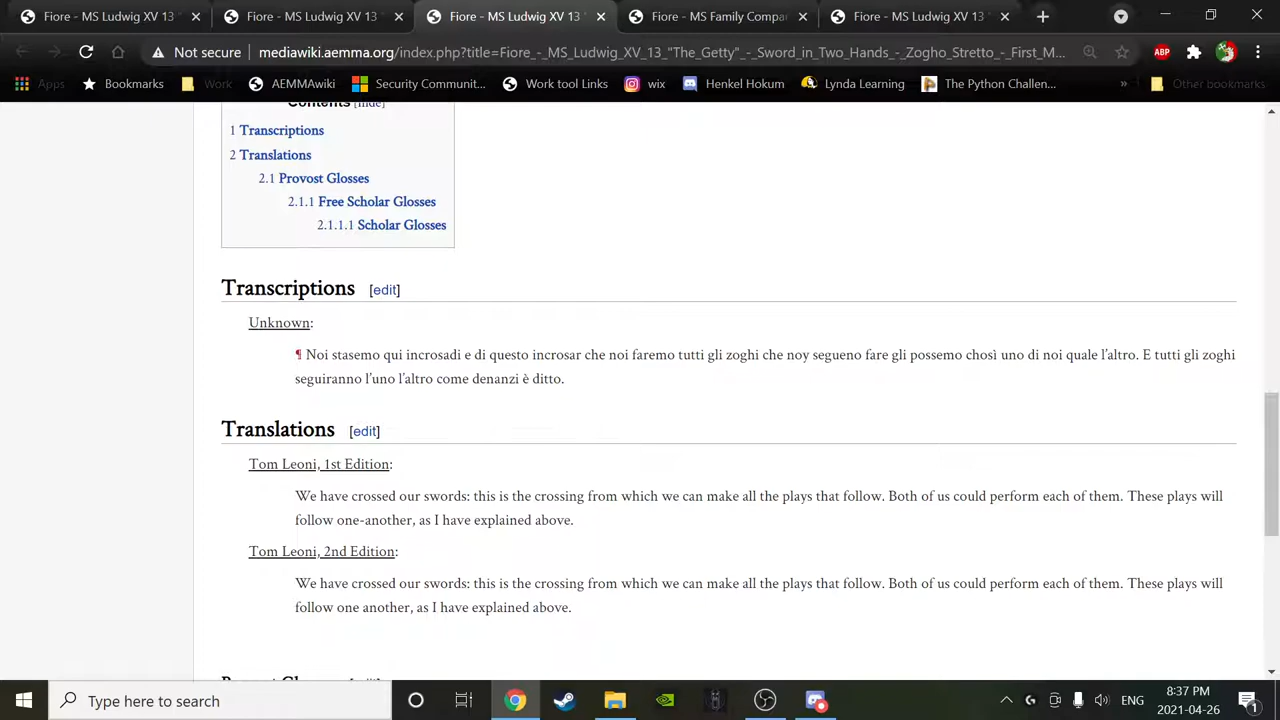 Fiore - MS Ludwig XV 13
Fiore - MS Ludwig XV 13
Fiore - MS Ludwig XV 13
Fiore - MS Family Compa
Fiore - MS Ludwig XV 13
Not secure
mediawiki.aemma.org/index.php?title=Fiore_-_MS_Ludwig_XV_13_"The_Getty"_-_Sword_in_Two_Hands_-_Zogho_Stretto_-_First_M...
ABP
Apps
Bookmarks
Work
AEMMAwiki
Security Communit...
Work tool Links
wix
Henkel Hokum
Lynda Learning
The Python Challen...
»
Other bookmarks
Contents [hide]
1 Transcriptions
2 Translations
2.1 Provost Glosses
2.1.1 Free Scholar Glosses
2.1.1.1 Scholar Glosses
Transcriptions [edit]
Unknown:
¶ Noi stasemo qui incrosadi e di questo incrosar che noi faremo tutti gli zoghi che noy segueno fare gli possemo chosì uno di noi quale l'altro. E tutti gli zoghi
seguiranno l'uno l'altro come denanzi è ditto.
Translations [edit]
Tom Leoni, 1st Edition:
We have crossed our swords: this is the crossing from which we can make all the plays that follow. Both of us could perform each of them. These plays will
follow one-another, as I have explained above.
Tom Leoni, 2nd Edition:
We have crossed our swords: this is the crossing from which we can make all the plays that follow. Both of us could perform each of them. These plays will
follow one another, as I have explained above.
Type here to search
ENG
8:37 PM
2021-04-26
1